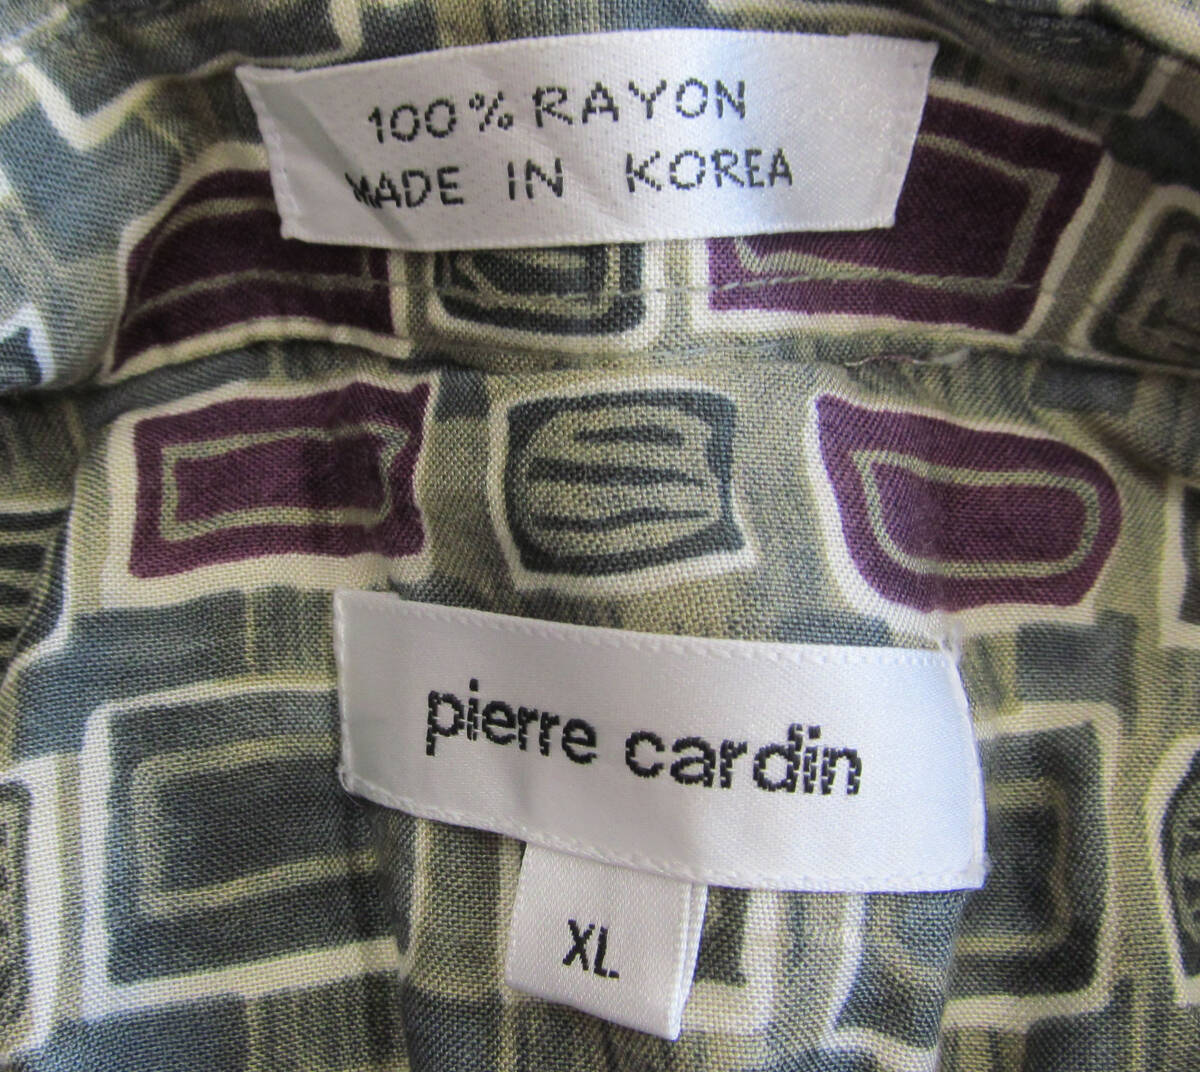 100% RAYON
MADE IN KOREA
pierre cardin
XL